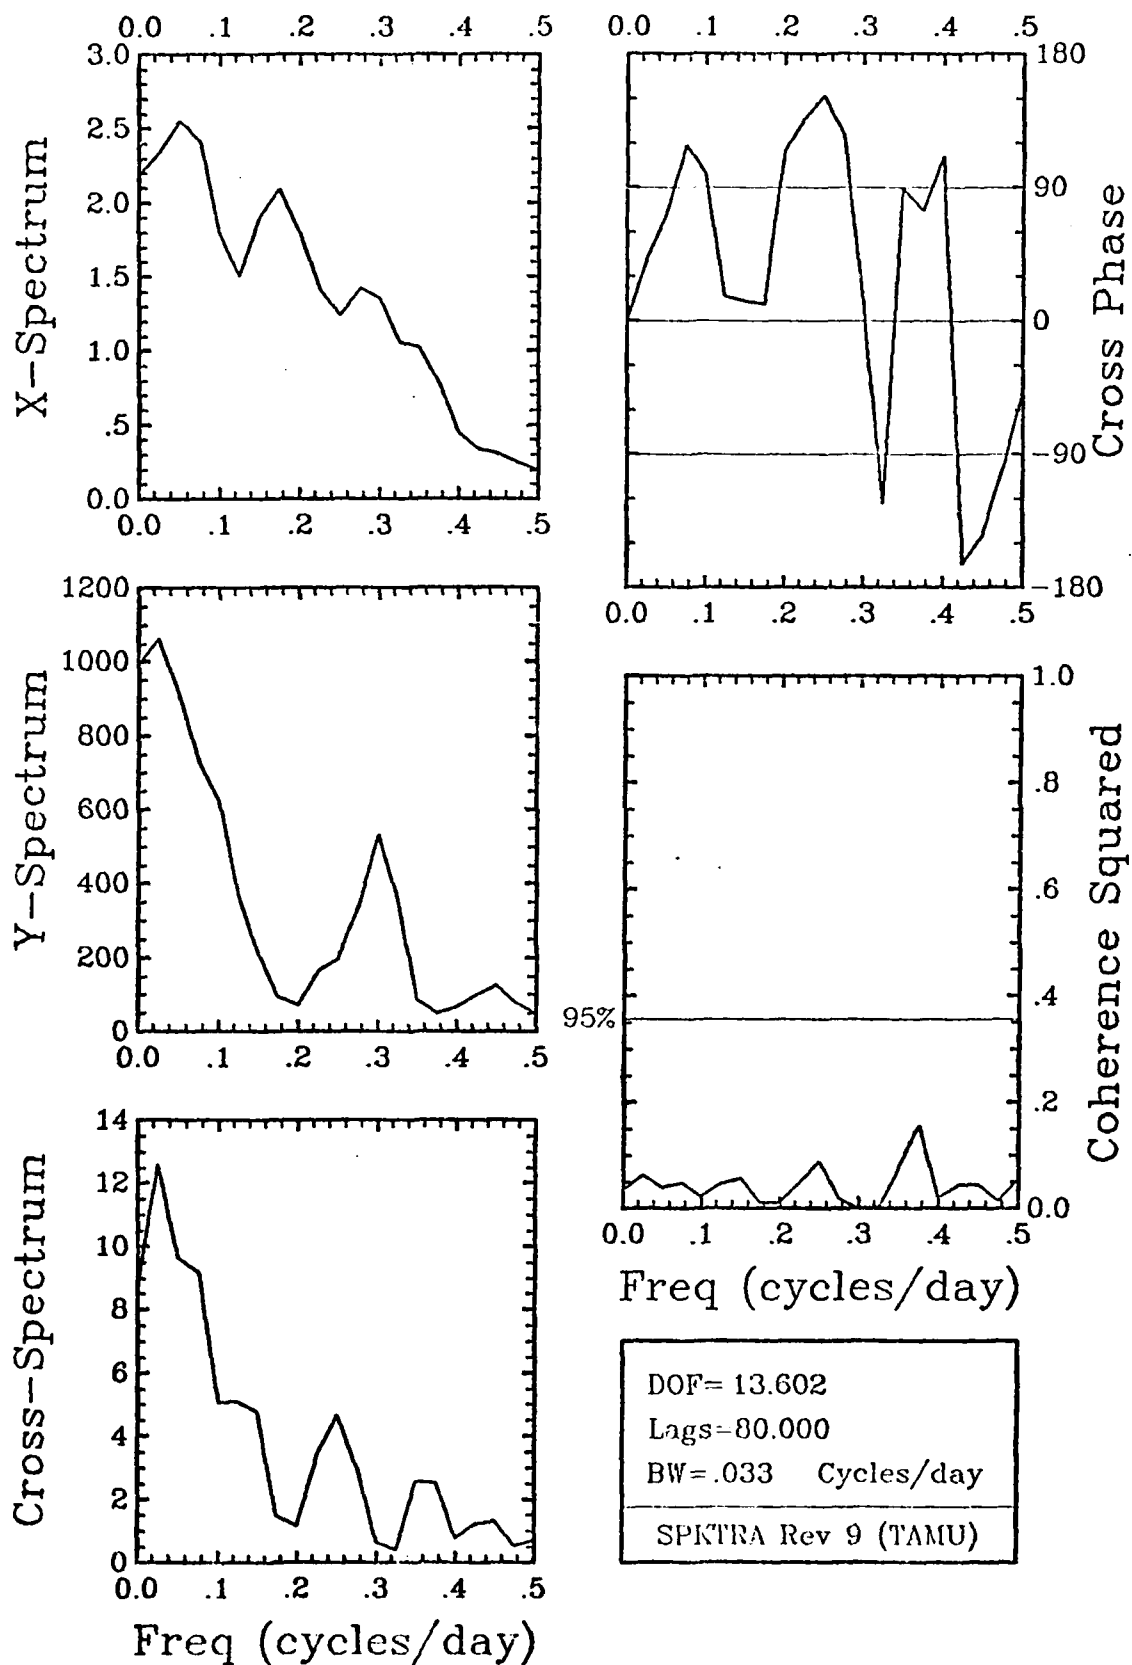 0.0 .1 .2 .3 .4 .5
3.0
2.5
2.0
1.5
1.0
.5
0.0
X-Spectrum
0.0 .1 .2 .3 .4 .5
0.0 .1 .2 .3 .4 .5
180
90
0
-90
-180
Cross Phase
0.0 .1 .2 .3 .4 .5
1200
1000
800
600
400
200
0
Y-Spectrum
0.0 .1 .2 .3 .4 .5
1.0
.8
.6
.4
.2
0.0
95%
Coherence Squared
0.0 .1 .2 .3 .4 .5
Freq (cycles/day)
14
12
10
8
6
4
2
0
Cross-Spectrum
0.0 .1 .2 .3 .4 .5
Freq (cycles/day)
DOF= 13.602
Lags=80.000
BW= .033 Cycles/day
SPKTRA Rev 9 (TAMU)